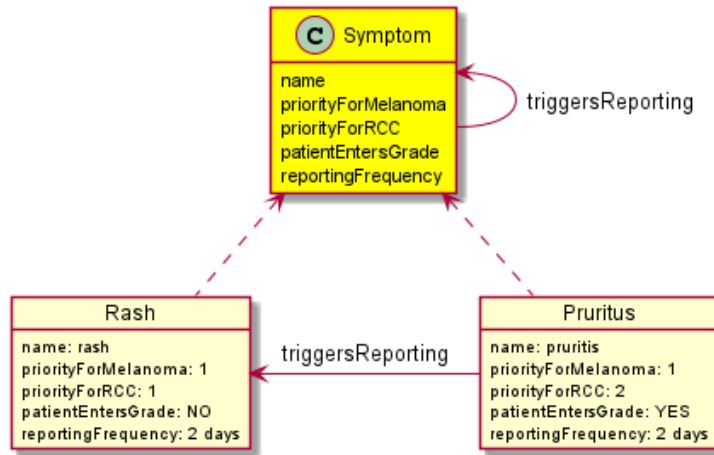 C Symptom
name
priorityForMelanoma
priorityForRCC
patientEntersGrade
reportingFrequency
triggersReporting
Rash
name: rash
priorityForMelanoma: 1
priorityForRCC: 1
patientEntersGrade: NO
reportingFrequency: 2 days
triggersReporting
Pruritus
name: pruritis
priorityForMelanoma: 1
priorityForRCC: 2
patientEntersGrade: YES
reportingFrequency: 2 days